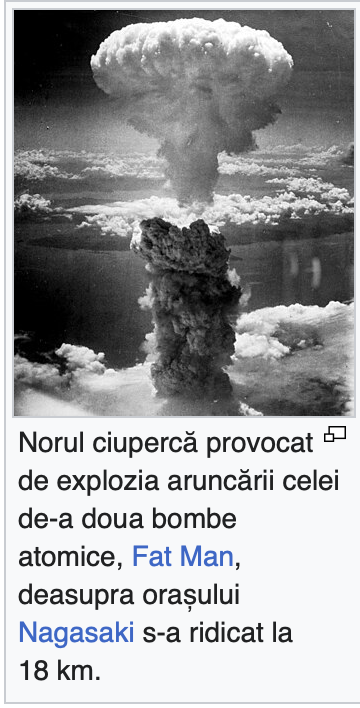 Norul ciupercă provocat
de explozia aruncării celei
de-a doua bombe
atomice, Fat Man,
deasupra orașului
Nagasaki s-a ridicat la
18 km.